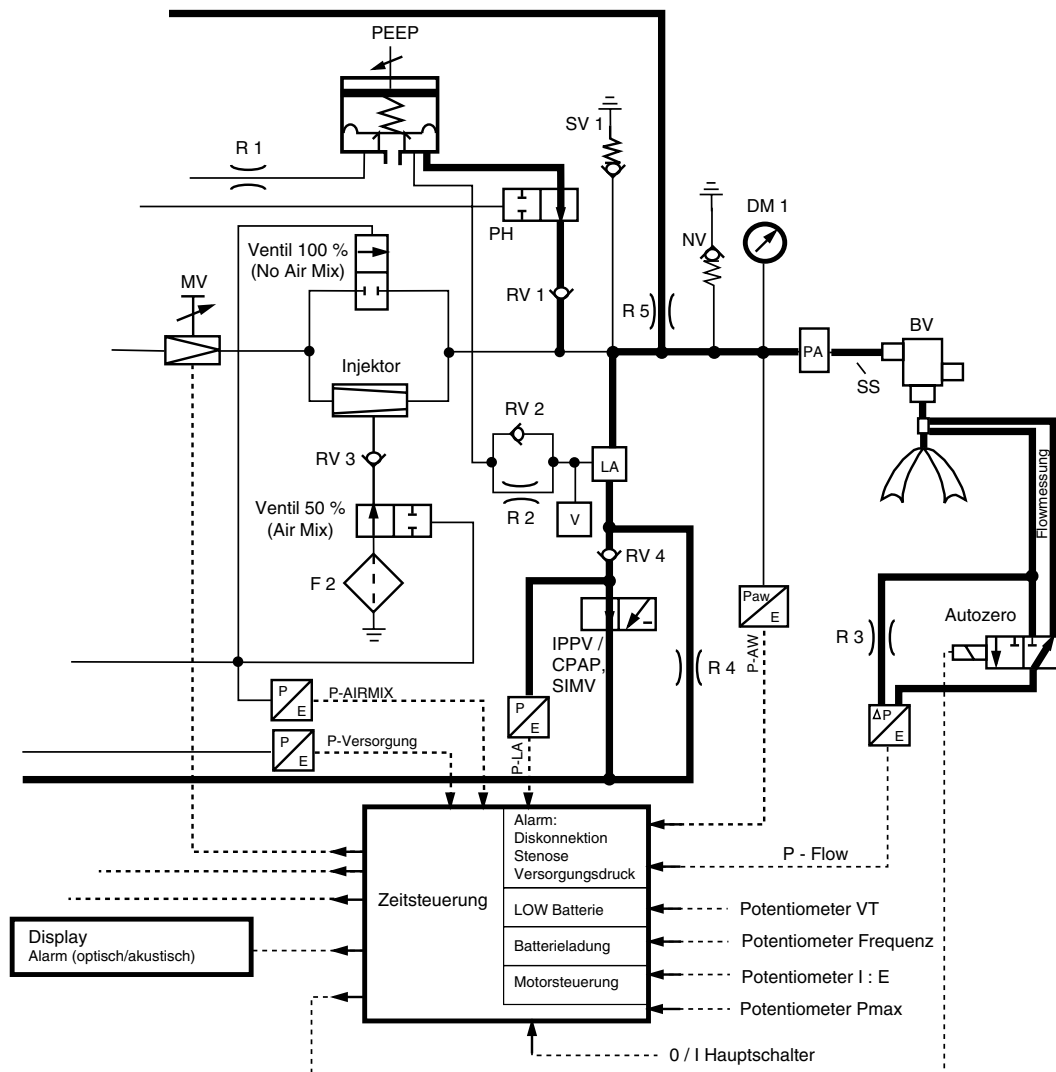 PEEP
SV 1
R 1
DM 1
PH
NV
Ventil 100 %
(No Air Mix)
MV
RV 1
R 5
BV
PA
SS
Injektor
RV 2
RV 3
LA
R 2
V
Ventil 50 %
(Air Mix)
Flowmessung
RV 4
F 2
Paw
E
Autozero
IPPV /
CPAP,
SIMV
R 4
P-AW
R 3
P
E
P-AIRMIX
P
E
Δ P
E
P
E
P-Versorgung
P-LA
Alarm:
Diskonnektion
Stenose
Versorgungsdruck
P - Flow
Zeitsteuerung
LOW Batterie
Potentiometer VT
Display
Alarm (optisch/akustisch)
Batterieladung
Potentiometer Frequenz
Motorsteuerung
Potentiometer I : E
Potentiometer Pmax
0 / I Hauptschalter